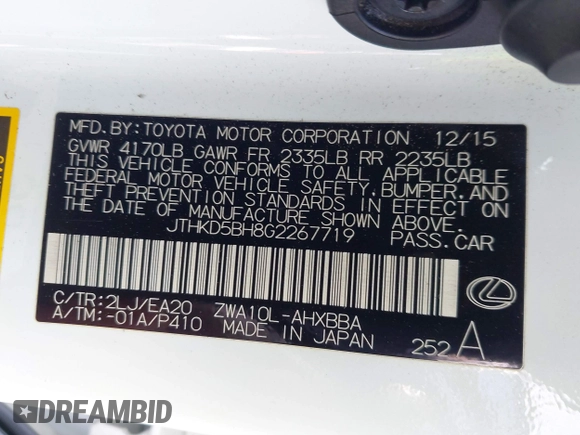 MFD.BY:TOYOTA MOTOR CORPORATION 12/15
GVWR 4170LB GAWR FR 2335LB RR 2235LB
THIS VEHICLE CONFORMS TO ALL APPLICABLE
FEDERAL MOTOR VEHICLE SAFETY,BUMPER,AND
THEFT PREVENTION STANDARDS IN EFFECT ON
THE DATE OF MANUFACTURE SHOWN ABOVE.
JTHKD5BH8G2267719 PASS.CAR
C/TR:2LJ/EA20 ZWA10L-AHXBBA
A/TM:-01A/P410 MADE IN JAPAN 252 A
DREAMBID